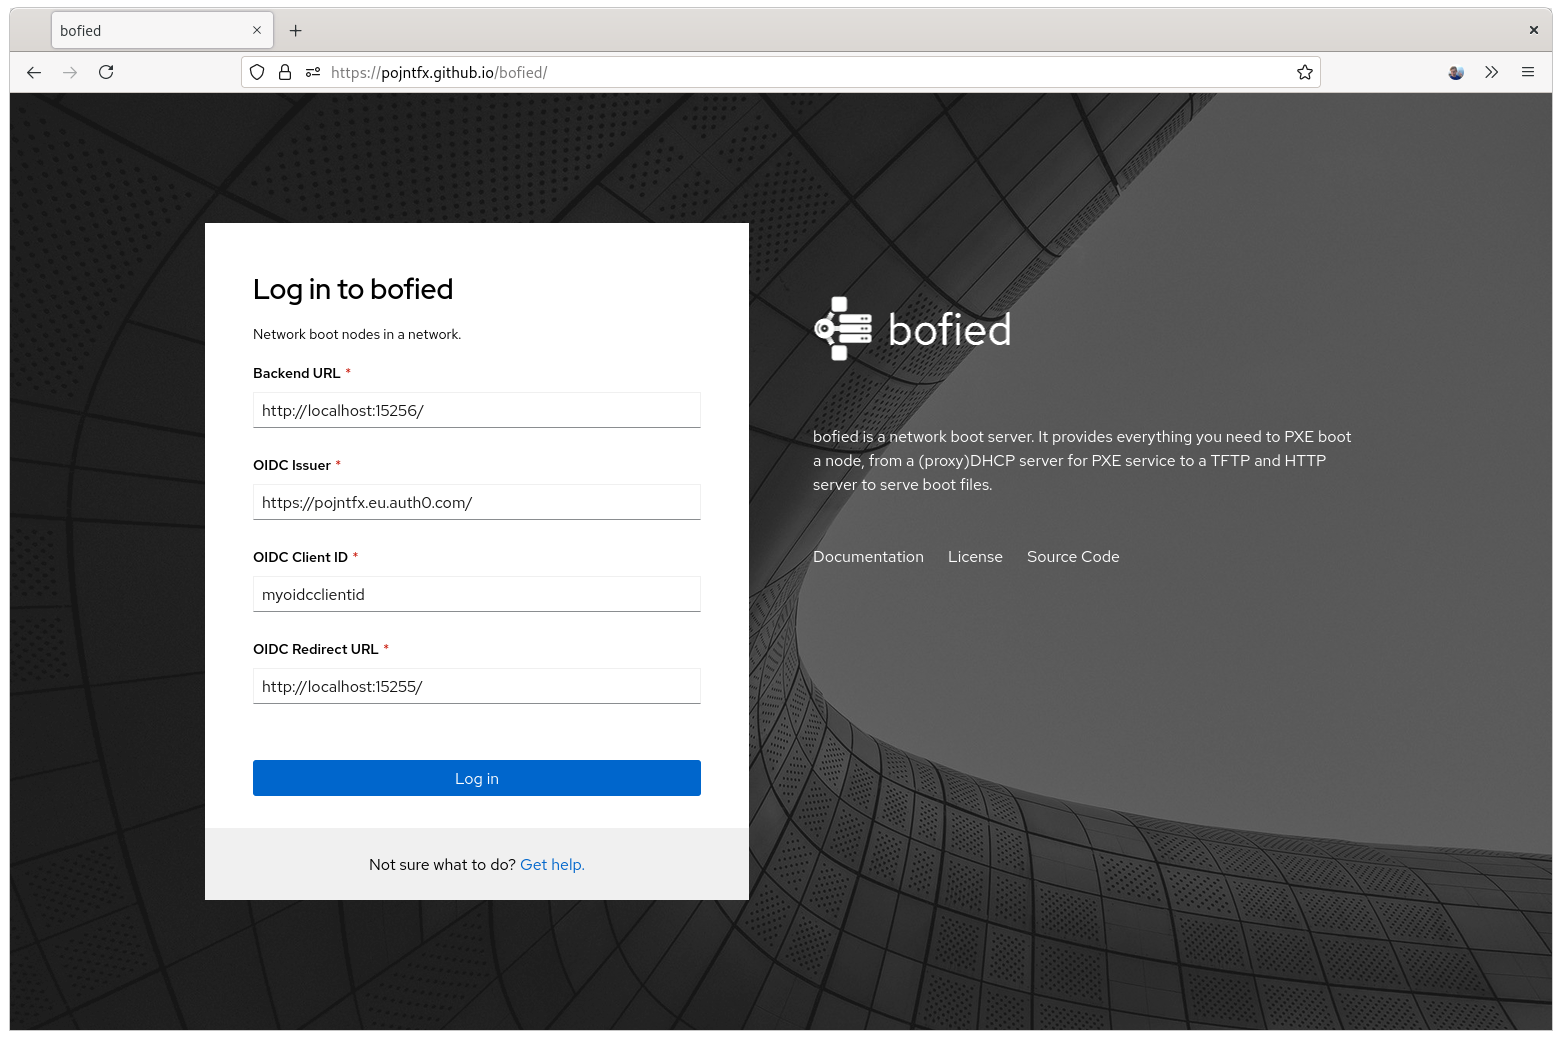 bofied
https://pojntfx.github.io/bofied/
Log in to bofied
Network boot nodes in a network.
Backend URL *
http://localhost:15256/
OIDC Issuer *
https://pojntfx.eu.auth0.com/
OIDC Client ID *
myoidcclientid
OIDC Redirect URL *
http://localhost:15255/
Log in
Not sure what to do? Get help.
bofied
bofied is a network boot server. It provides everything you need to PXE boot
a node, from a (proxy)DHCP server for PXE service to a TFTP and HTTP
server to serve boot files.
Documentation License Source Code